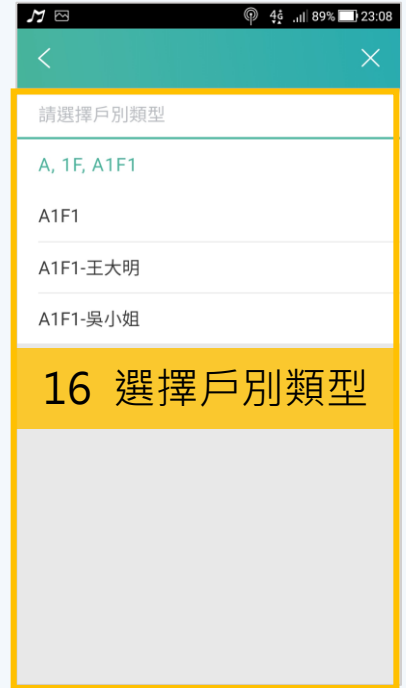 4G 89% 23:08
請選擇戶別類型
A, 1F, A1F1
A1F1
A1F1-王大明
A1F1-吳小姐
16 選擇戶別類型